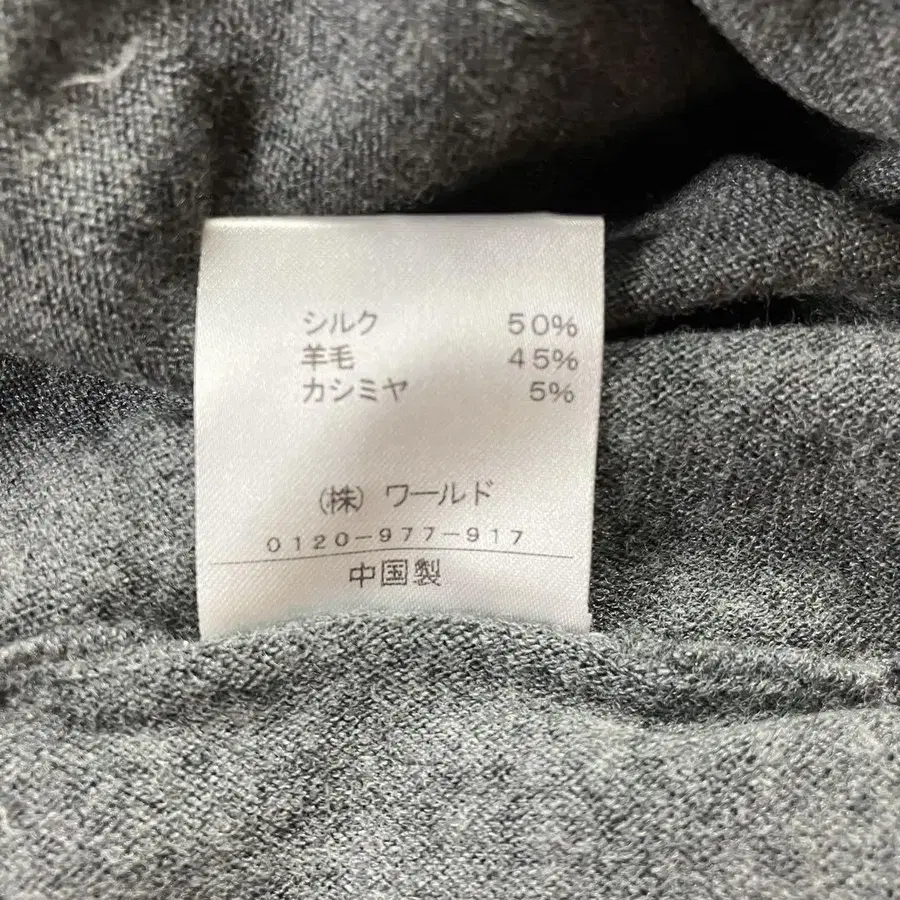 シルク 50%
羊毛 45%
カシミヤ 5%
(株) ワールド
0120-977-917
中国製